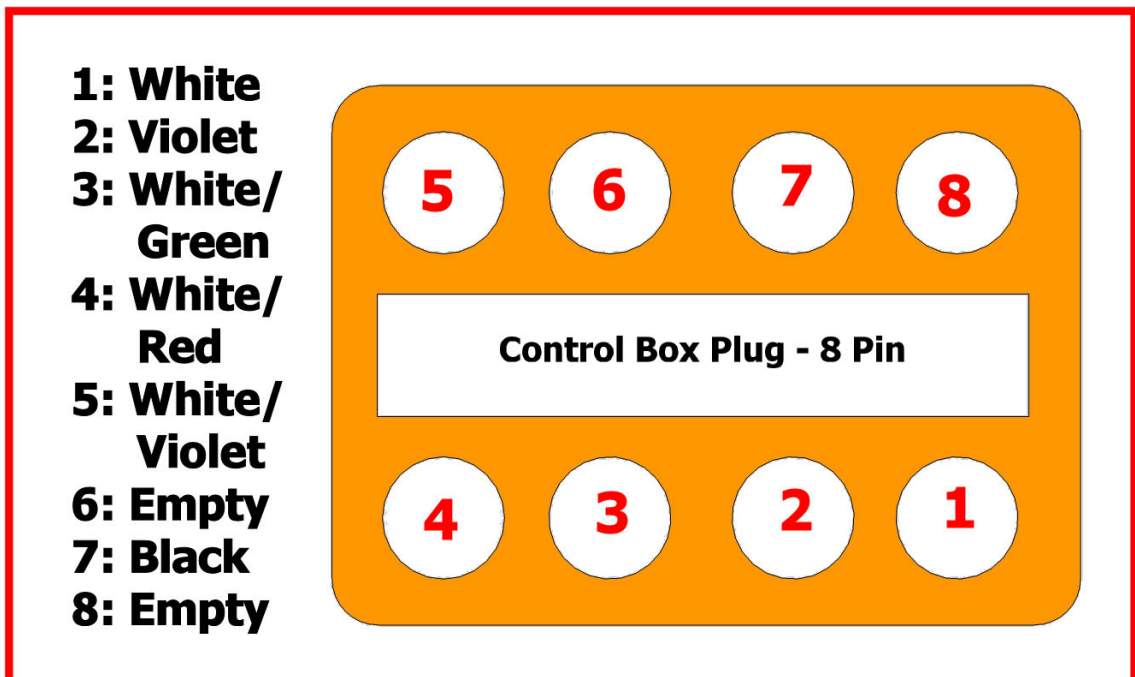 1: White
2: Violet
3: White/
Green
4: White/
Red
5: White/
Violet
6: Empty
7: Black
8: Empty
5 6 7 8
Control Box Plug - 8 Pin
4 3 2 1